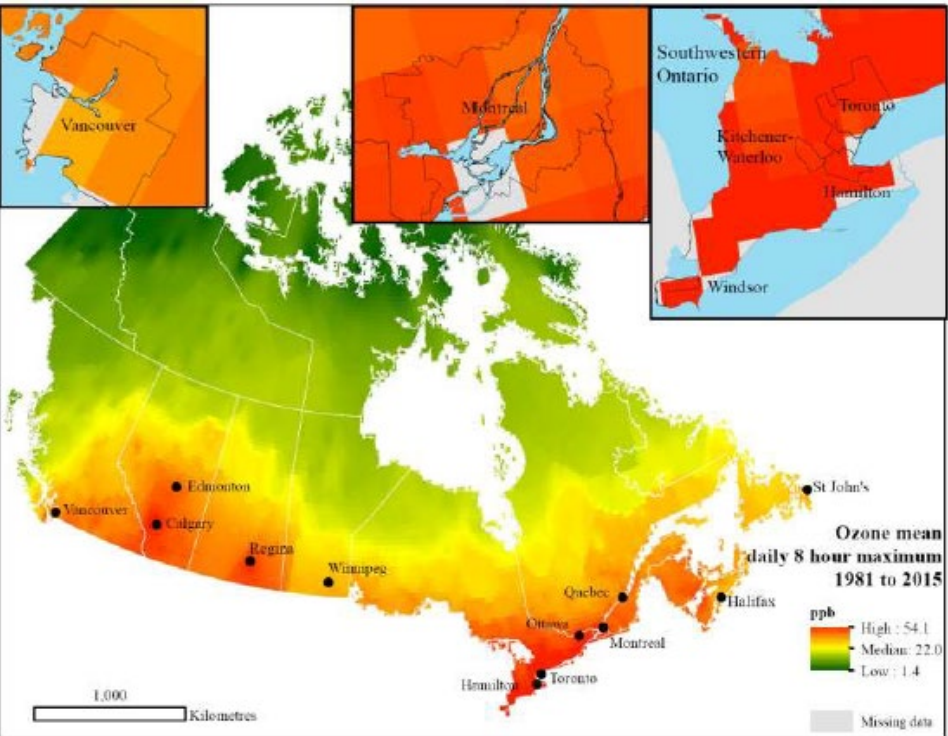 Vancouver
Montreal
Southwestern
Ontario
Toronto
Kitchener-
Waterloo
Hamilton
Windsor
Edmonton
Vancouver
Calgary
Regina
Winnipeg
St John's
Quebec
Halifax
Ottawa
Montreal
Toronto
Hamilton
Ozone mean
daily 8 hour maximum
1981 to 2015
ppb
High : 54.1
Median: 22.0
Low : 1.4
Missing data
1,000
Kilometres